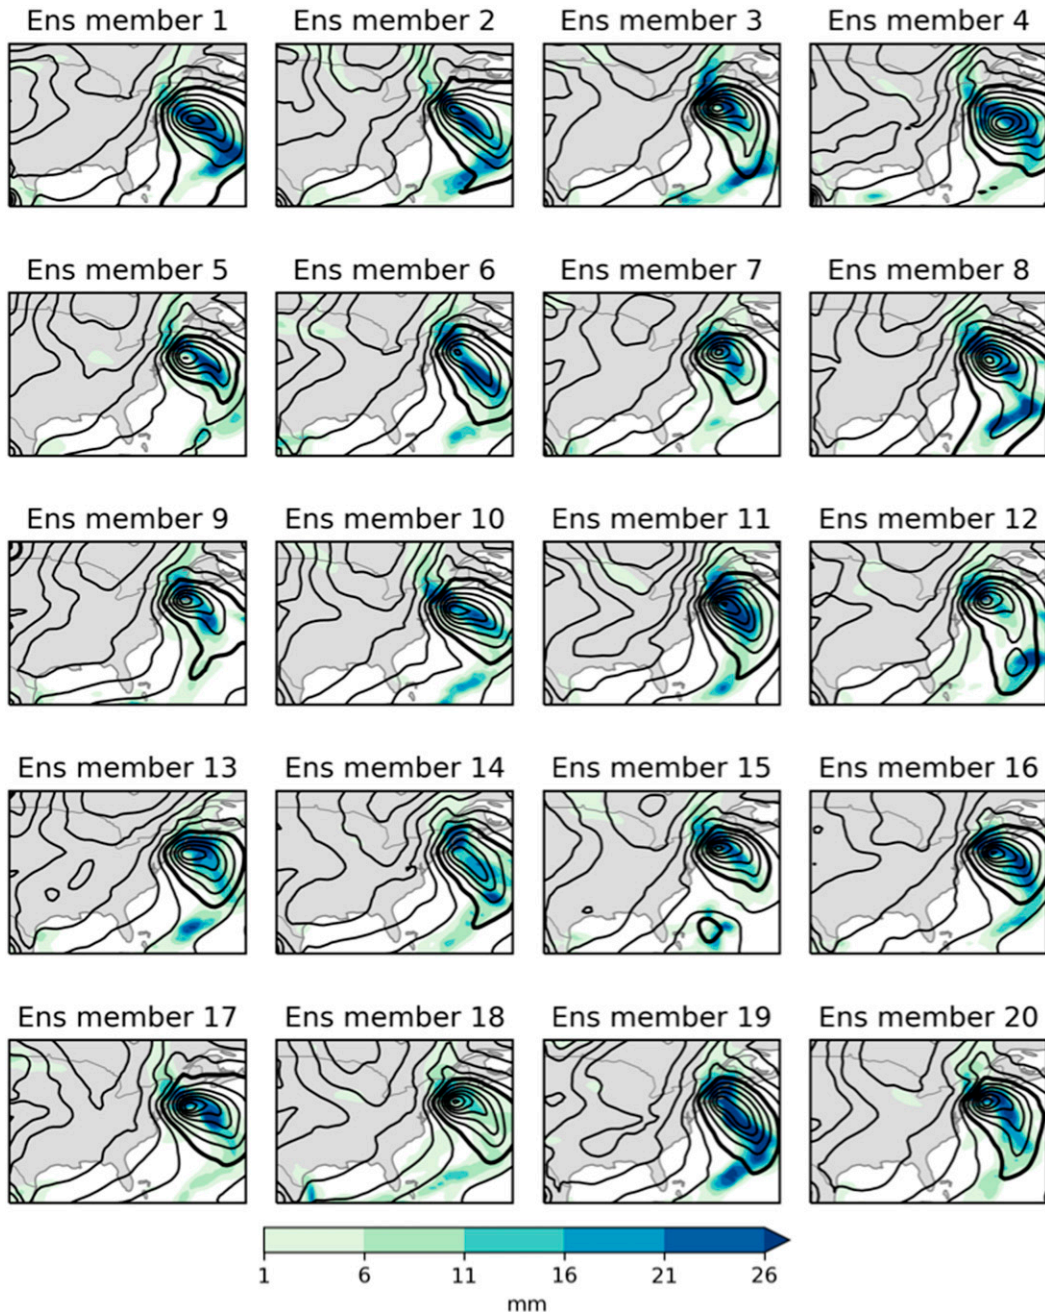 Ens member 1 Ens member 2 Ens member 3 Ens member 4
Ens member 5 Ens member 6 Ens member 7 Ens member 8
Ens member 9 Ens member 10 Ens member 11 Ens member 12
Ens member 13 Ens member 14 Ens member 15 Ens member 16
Ens member 17 Ens member 18 Ens member 19 Ens member 20
1 6 11 16 21 26
mm